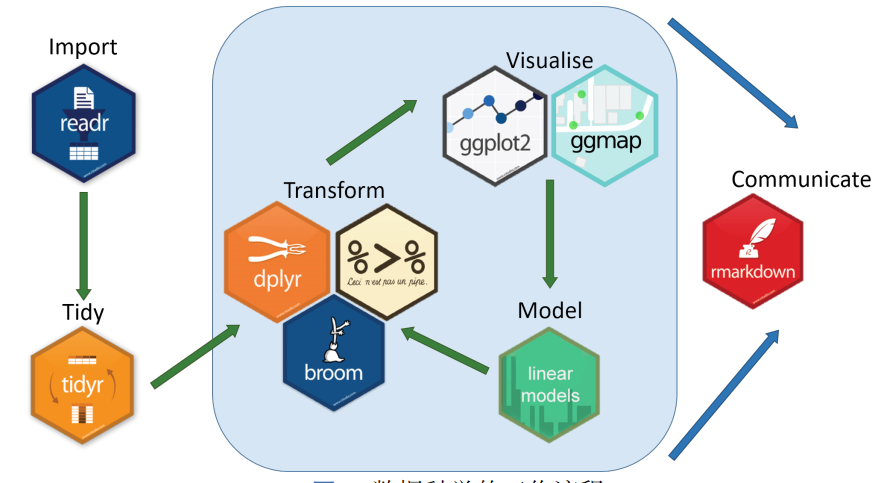 Import
readr
Tidy
tidyr
Transform
dplyr
%>%
Ceci n'est pas un pipe.
broom
Visualise
ggplot2
ggmap
Model
linear
models
Communicate
rmarkdown